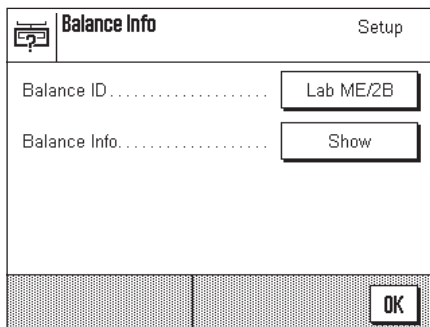 Balance Info Setup
Balance ID.................... Lab ME/2B
Balance Info................... Show
OK